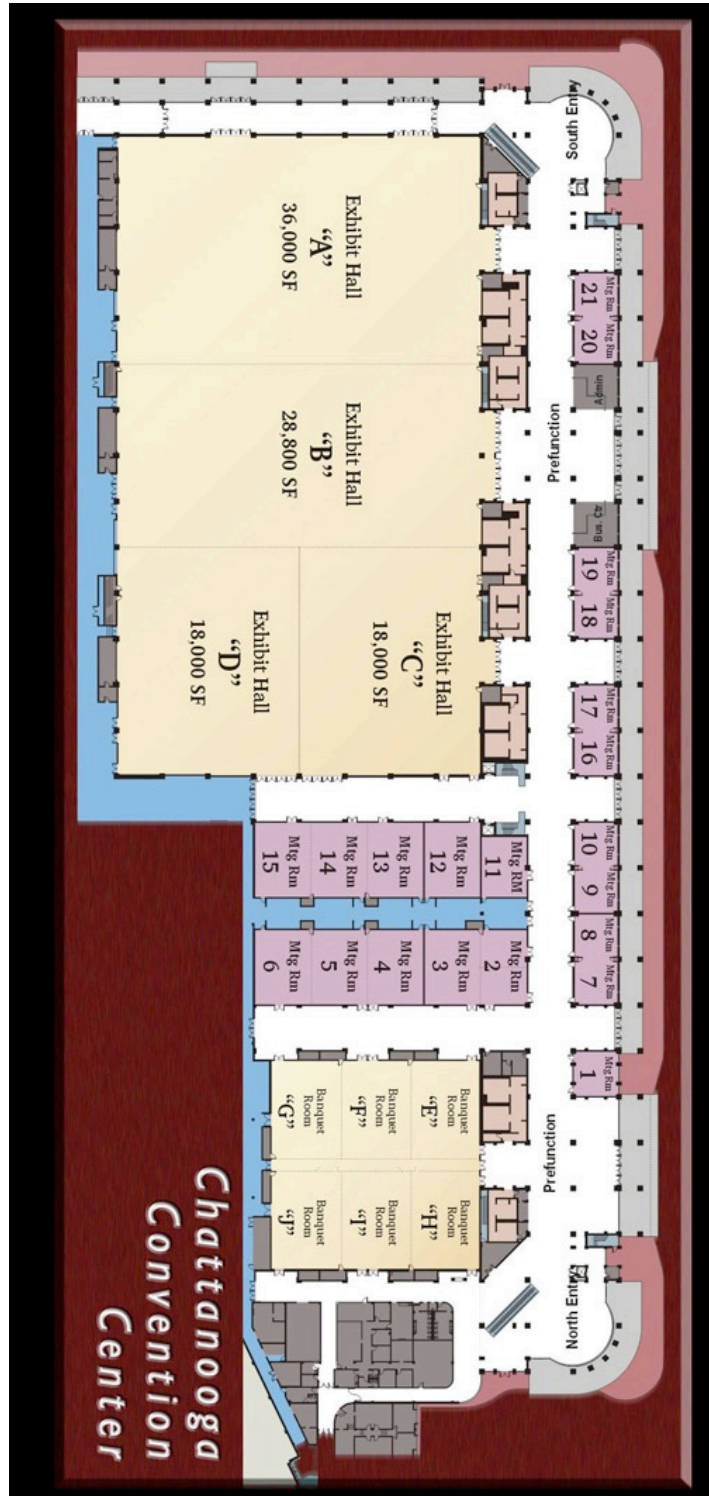 South Entry
Mtg Rm
21
Mtg Rm
20
Admin
Exhibit Hall
“A”
36,000 SF
Prefunction
Exhibit Hall
“B”
28,800 SF
Bus. Ctr
Mtg Rm
19
Mtg Rm
18
Exhibit Hall
“C”
18,000 SF
Exhibit Hall
“D”
18,000 SF
Mtg Rm
17
Mtg Rm
16
Mtg Rm
10
Mtg Rm
9
Mtg Rm
8
Mtg Rm
7
Mtg RM
11
Mtg Rm
12
Mtg Rm
13
Mtg Rm
14
Mtg Rm
15
Mtg Rm
2
Mtg Rm
3
Mtg Rm
4
Mtg Rm
5
Mtg Rm
6
Mtg Rm
1
Prefunction
Banquet
Room
“E”
Banquet
Room
“F”
Banquet
Room
“G”
Banquet
Room
“H”
Banquet
Room
“I”
Banquet
Room
“J”
North Entry
Chattanooga
Convention
Center